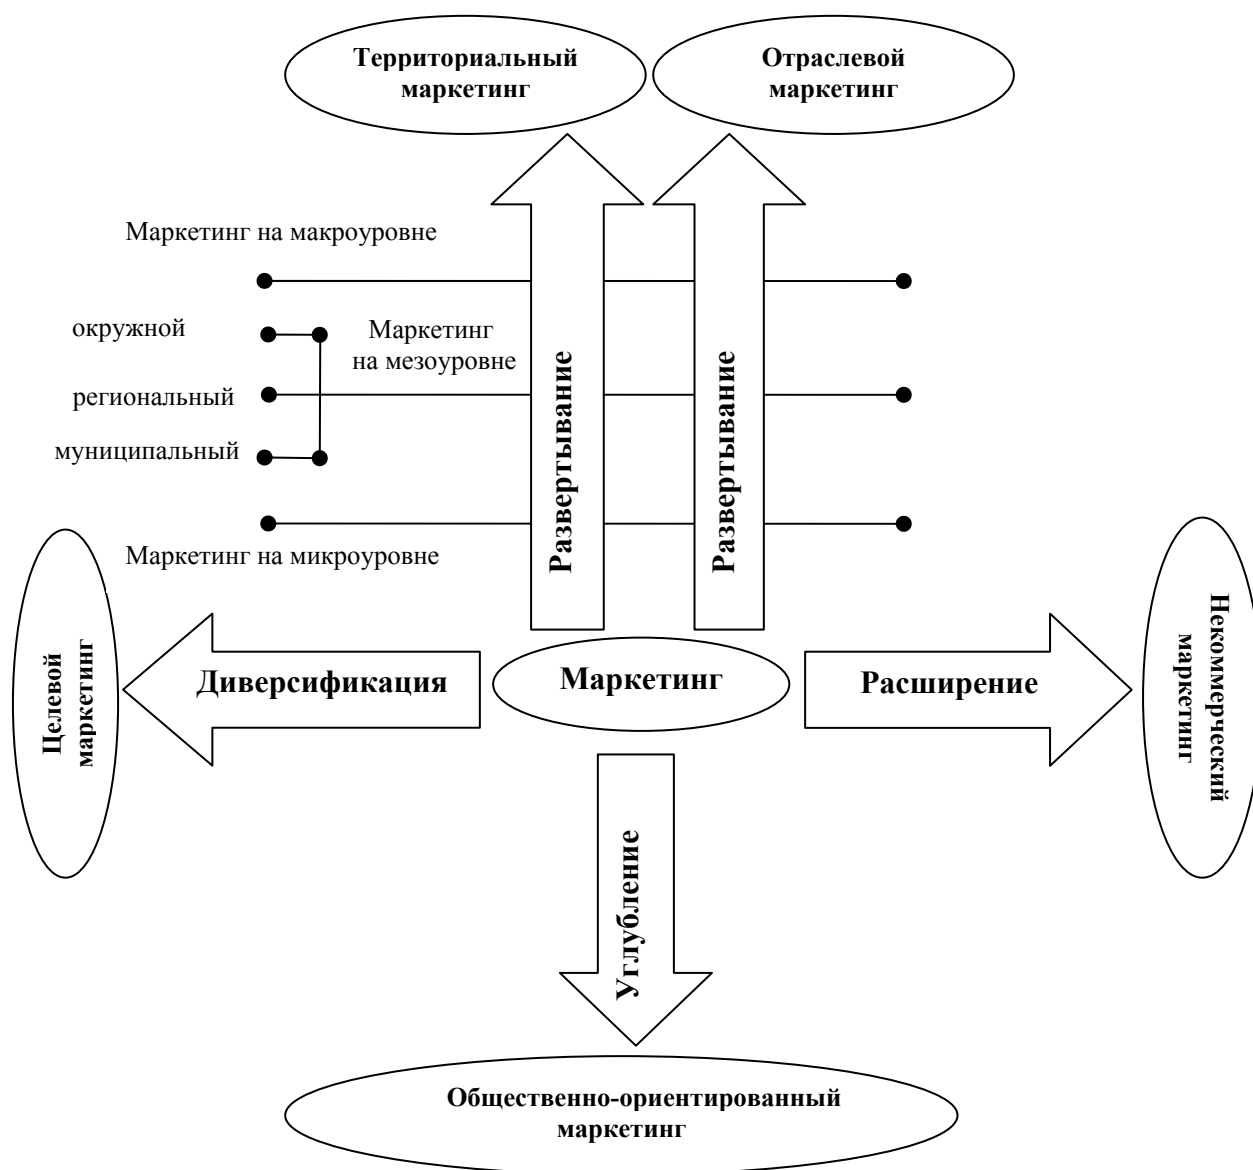 Территориальный
маркетинг
Отраслевой
маркетинг
Маркетинг на макроуровне
окружной
Маркетинг
на мезоуровне
региональный
муниципальный
Маркетинг на микроуровне
Развертывание
Развертывание
Целевой
маркетинг
Диверсификация
Маркетинг
Расширение
Некоммерческий
маркетинг
Углубление
Общественно-ориентированный
маркетинг